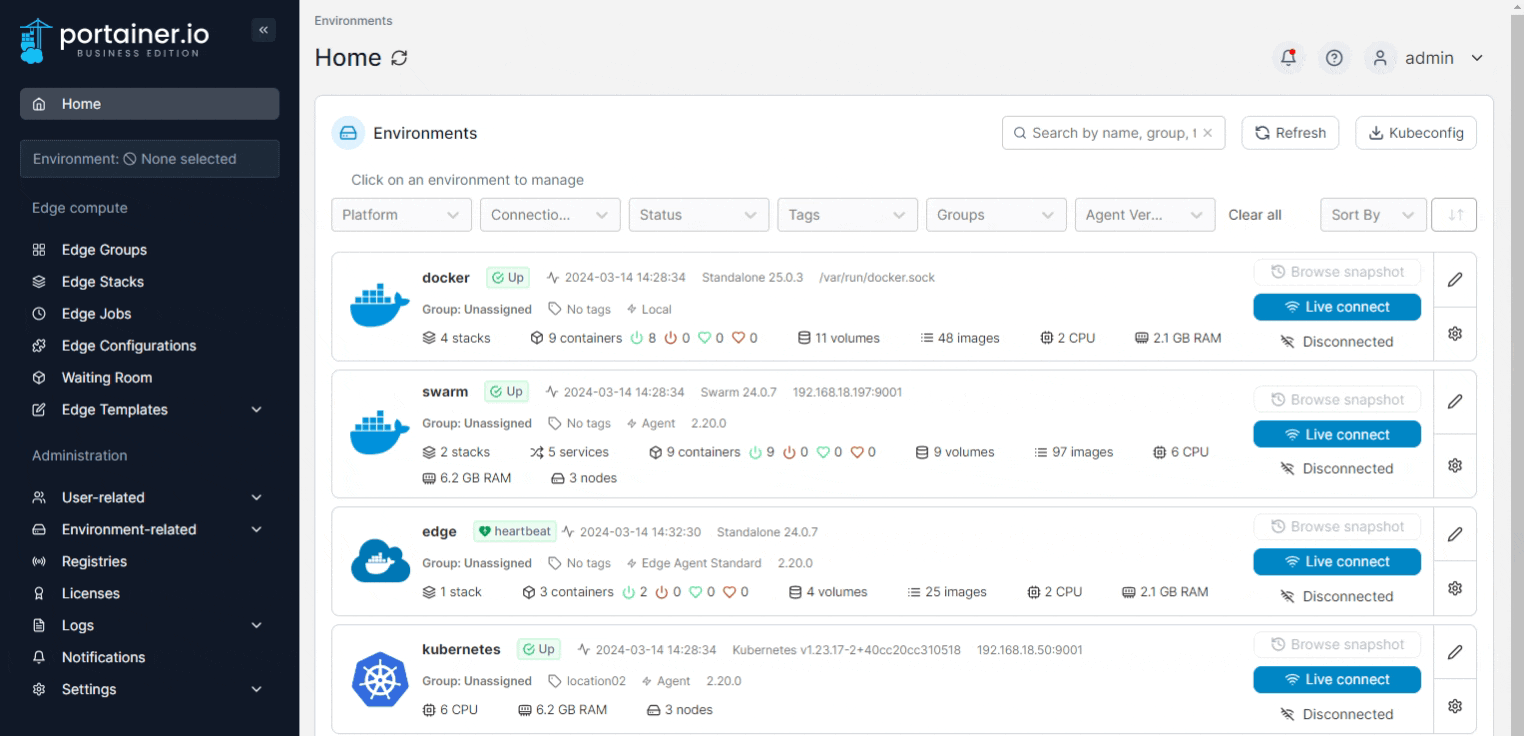 portainer.io
BUSINESS EDITION
«
Home
Environment: None selected
Edge compute
Edge Groups
Edge Stacks
Edge Jobs
Edge Configurations
Waiting Room
Edge Templates
Administration
User-related
Environment-related
Registries
Licenses
Logs
Notifications
Settings
Environments
Home
admin
Environments
Search by name, group, t
Refresh
Kubeconfig
Click on an environment to manage
Platform Connectio... Status Tags Groups Agent Ver... Clear all Sort By
docker Up 2024-03-14 14:28:34 Standalone 25.0.3 /var/run/docker.sock
Group: Unassigned No tags Local
4 stacks 9 containers 8 0 0 0 11 volumes 48 images 2 CPU 2.1 GB RAM
Browse snapshot
Live connect
Disconnected
swarm Up 2024-03-14 14:28:34 Swarm 24.0.7 192.168.18.197:9001
Group: Unassigned No tags Agent 2.20.0
2 stacks 5 services 9 containers 9 0 0 0 9 volumes 97 images 6 CPU
6.2 GB RAM 3 nodes
Browse snapshot
Live connect
Disconnected
edge heartbeat 2024-03-14 14:32:30 Standalone 24.0.7
Group: Unassigned No tags Edge Agent Standard 2.20.0
1 stack 3 containers 2 0 0 0 4 volumes 25 images 2 CPU 2.1 GB RAM
Browse snapshot
Live connect
Disconnected
kubernetes Up 2024-03-14 14:28:34 Kubernetes v1.23.17-2+40cc20cc310518 192.168.18.50:9001
Group: Unassigned location02 Agent 2.20.0
6 CPU 6.2 GB RAM 3 nodes
Browse snapshot
Live connect
Disconnected